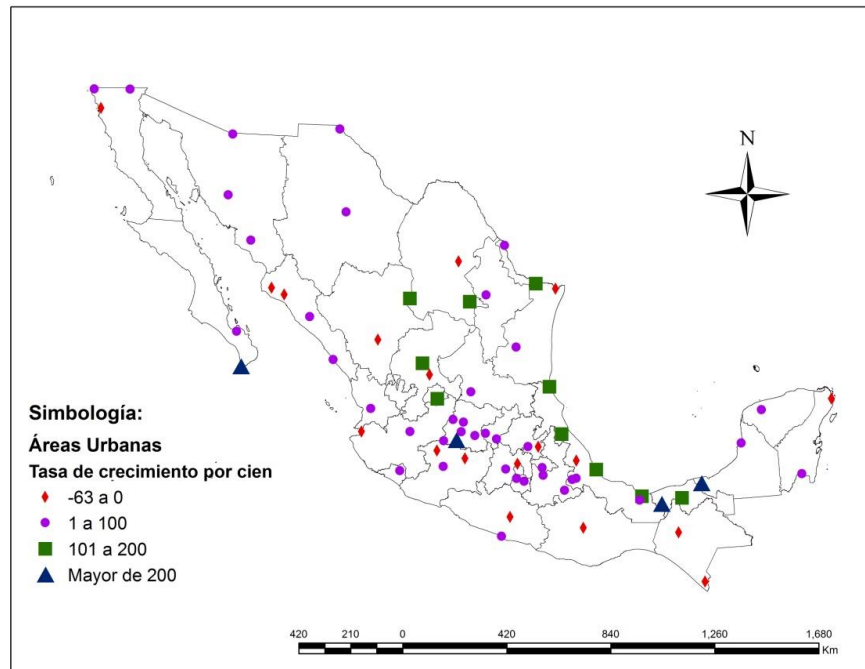 N
Simbología:
Áreas Urbanas
Tasa de crecimiento por cien
-63 a 0
1 a 100
101 a 200
Mayor de 200
420 210 0 420 840 1,260 1,680
Km